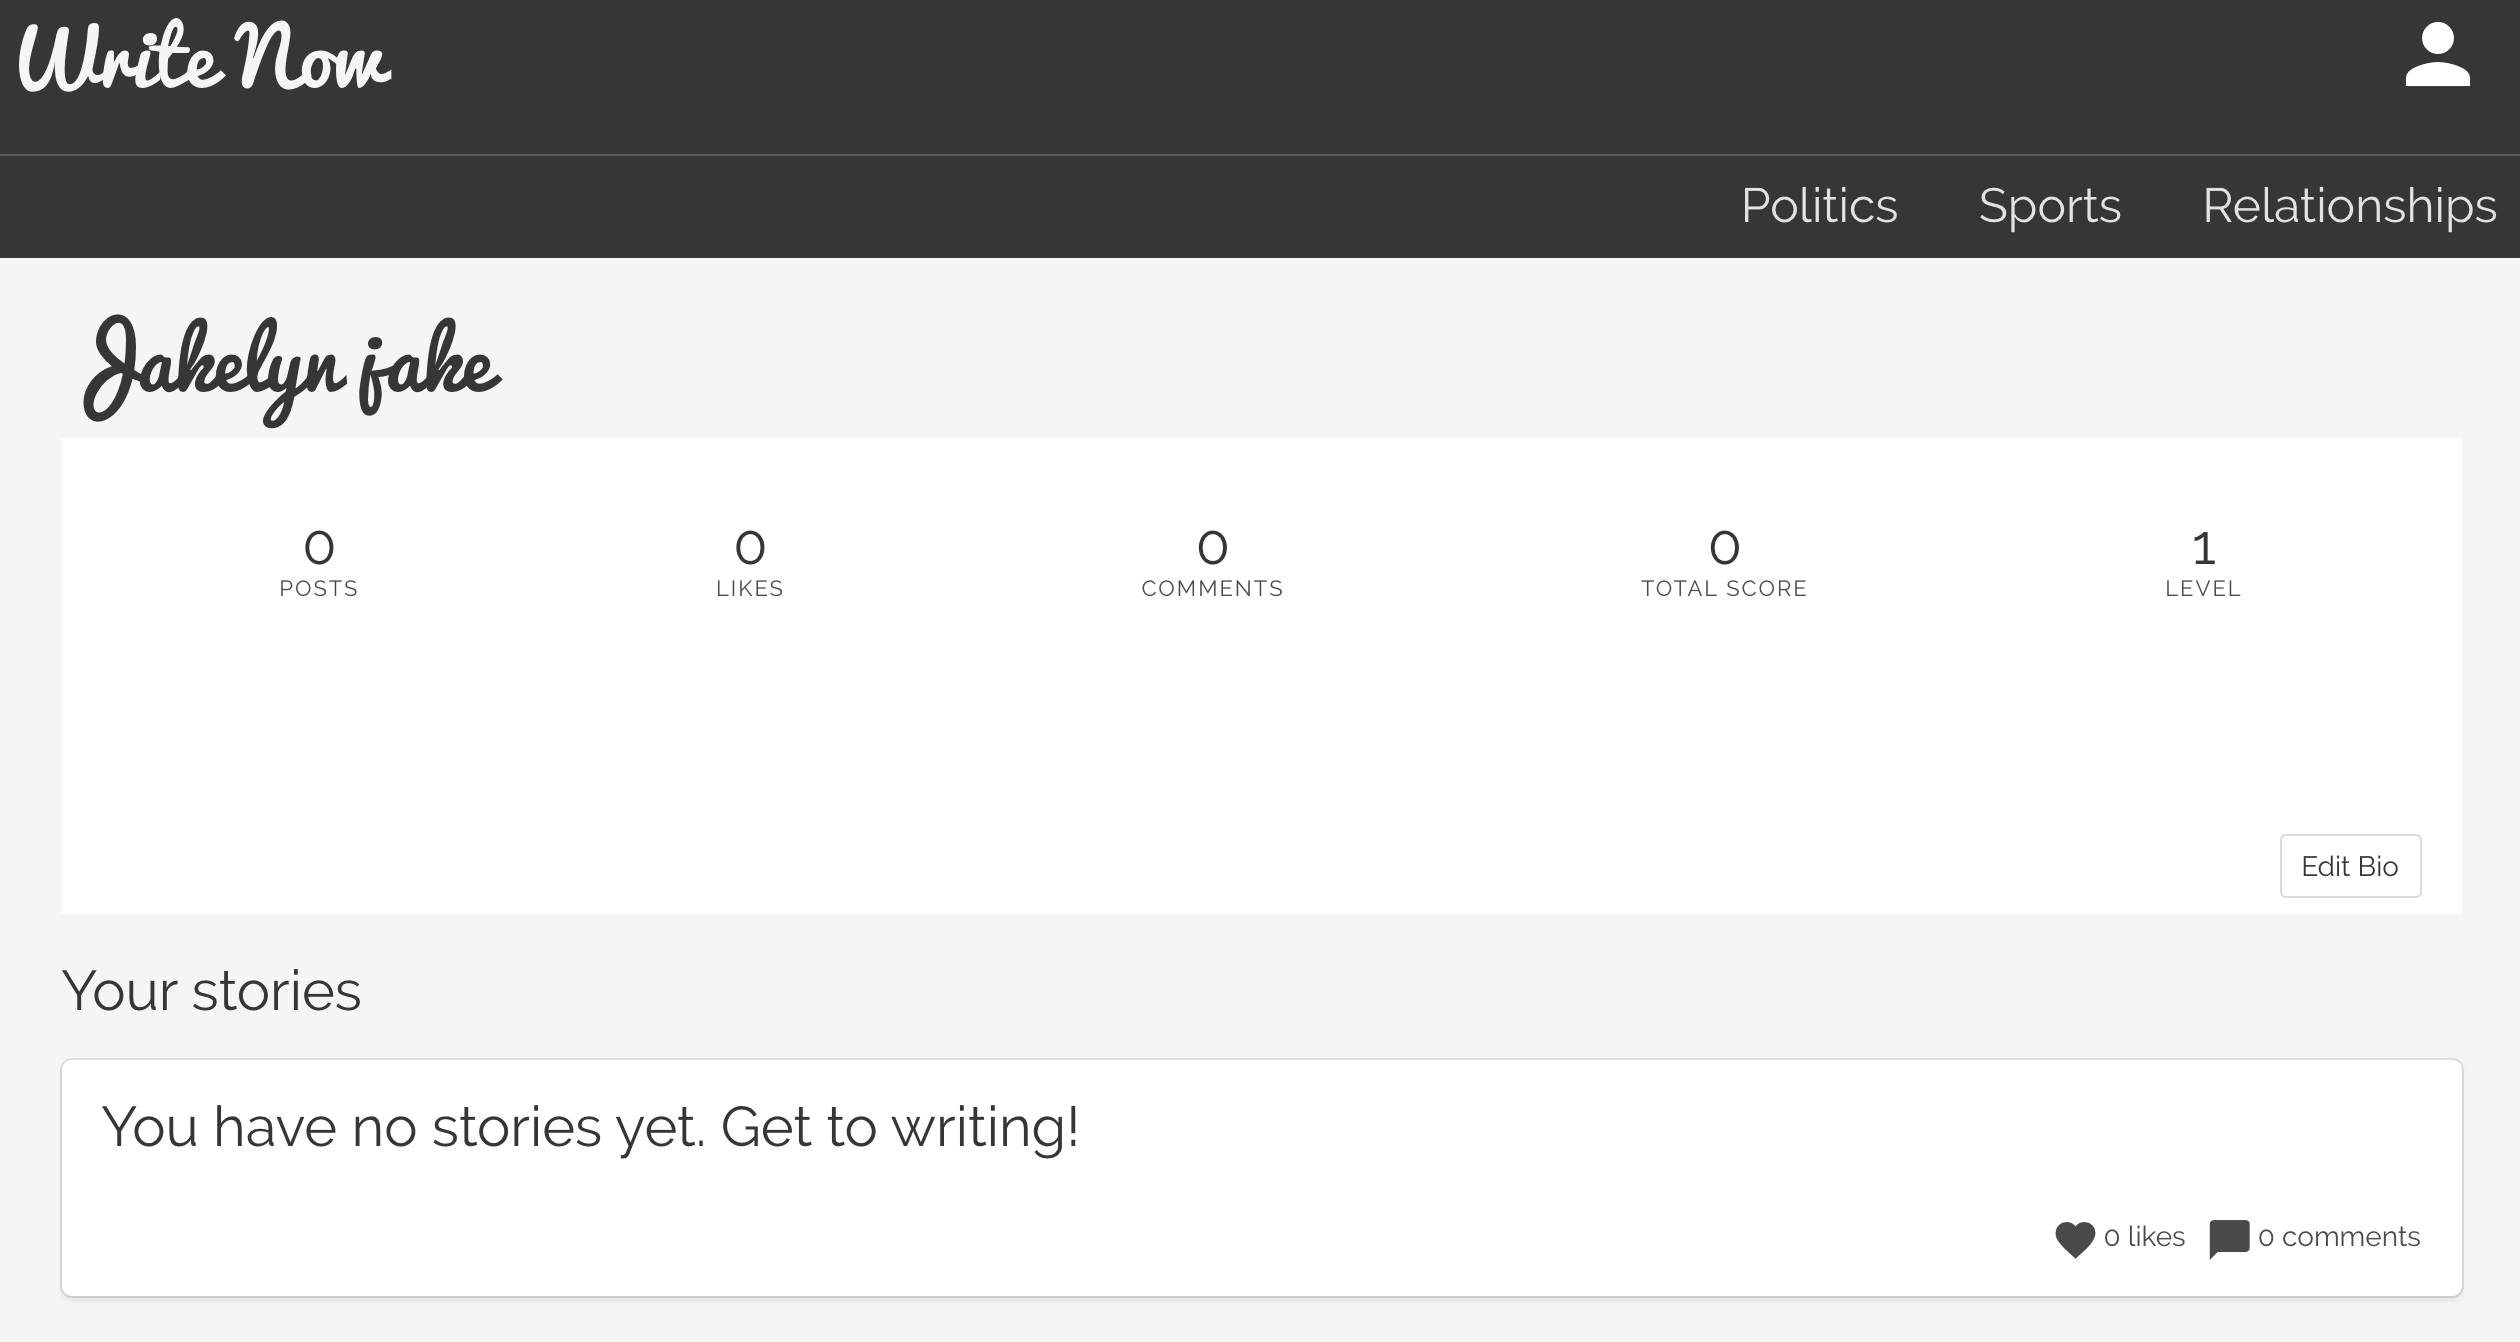 Write Now
Politics Sports Relationships
Jakelyn jake
0 0 0 0 1
POSTS LIKES COMMENTS TOTAL SCORE LEVEL
Edit Bio
Your stories
You have no stories yet. Get to writing!
0 likes 0 comments